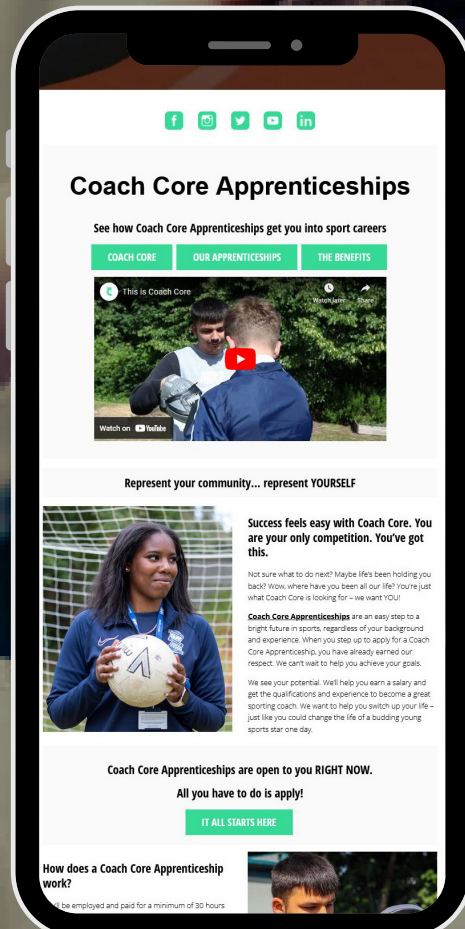 Coach Core Apprenticeships
See how Coach Core Apprenticeships get you into sport careers
COACH CORE
OUR APPRENTICESHIPS
THE BENEFITS
This is Coach Core
Watch later
Share
Watch on YouTube
Represent your community... represent YOURSELF
Success feels easy with Coach Core. You
are your only competition. You've got
this.
Not sure what to do next? Maybe life's been holding you
back? Wow, where have you been all our life? You're just
what Coach Core is looking for – we want YOU!
Coach Core Apprenticeships are an easy step to a
bright future in sports, regardless of your background
and experience. When you step up to apply for a Coach
Core Apprenticeship, you have already earned our
respect. We can't wait to help you achieve your goals.
We see your potential. We'll help you earn a salary and
get the qualifications and experience to become a great
sporting coach. We want to help you switch up your life –
just like you could change the life of a budding young
sports star one day.
Coach Core Apprenticeships are open to you RIGHT NOW.
All you have to do is apply!
IT ALL STARTS HERE
How does a Coach Core Apprenticeship
work?
be employed and paid for a minimum of 30 hours